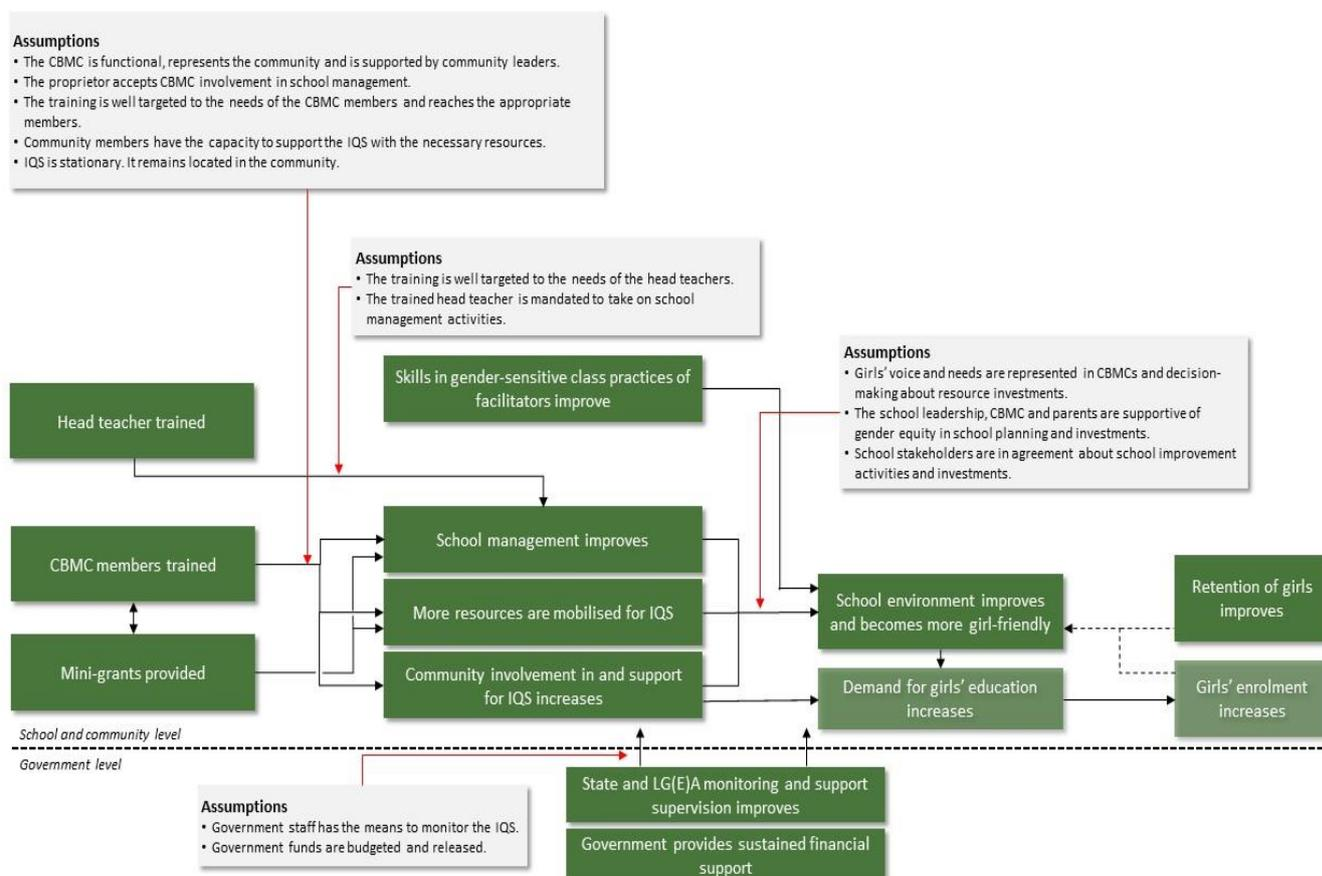 Assumptions
• The CBMC is functional, represents the community and is supported by community leaders.
• The proprietor accepts CBMC involvement in school management.
• The training is well targeted to the needs of the CBMC members and reaches the appropriate
members.
• Community members have the capacity to support the IQS with the necessary resources.
• IQS is stationary. It remains located in the community.
Assumptions
• The training is well targeted to the needs of the head teachers.
• The trained head teacher is mandated to take on school
management activities.
Assumptions
• Girls' voice and needs are represented in CBMCs and decision-
making about resource investments.
• The school leadership, CBMC and parents are supportive of
gender equity in school planning and investments.
• School stakeholders are in agreement about school improvement
activities and investments.
Skills in gender-sensitive class practices of
facilitators improve
Head teacher trained
School management improves
CBMC members trained
More resources are mobilised for IQS
School environment improves
and becomes more girl-friendly
Retention of girls
improves
Mini-grants provided
Community involvement in and support
for IQS increases
Demand for girls' education
increases
Girls' enrolment
increases
School and community level
Government level
State and LG(E)A monitoring and support
supervision improves
Assumptions
• Government staff has the means to monitor the IQS.
• Government funds are budgeted and released.
Government provides sustained financial
support